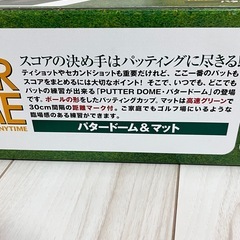 スコアの決め手はパッティングに尽きる
ティショットやセカンドショットも重要だけれど、ここ一番のパットも
スコアをまとめるには大切なポイント! そこで、いつでも、どこでも
パットの練習が出来る「PUTTER DOME・パタードーム」の登場
です。ボールの形をしたパッティングカップ、マットは高速グリーンで
30cm間隔の距離マーク付。ご家庭でもゴルフ場にいるような
臨場感のある練習ができます。
パタードーム&マット
ER
ME
ANYTIME